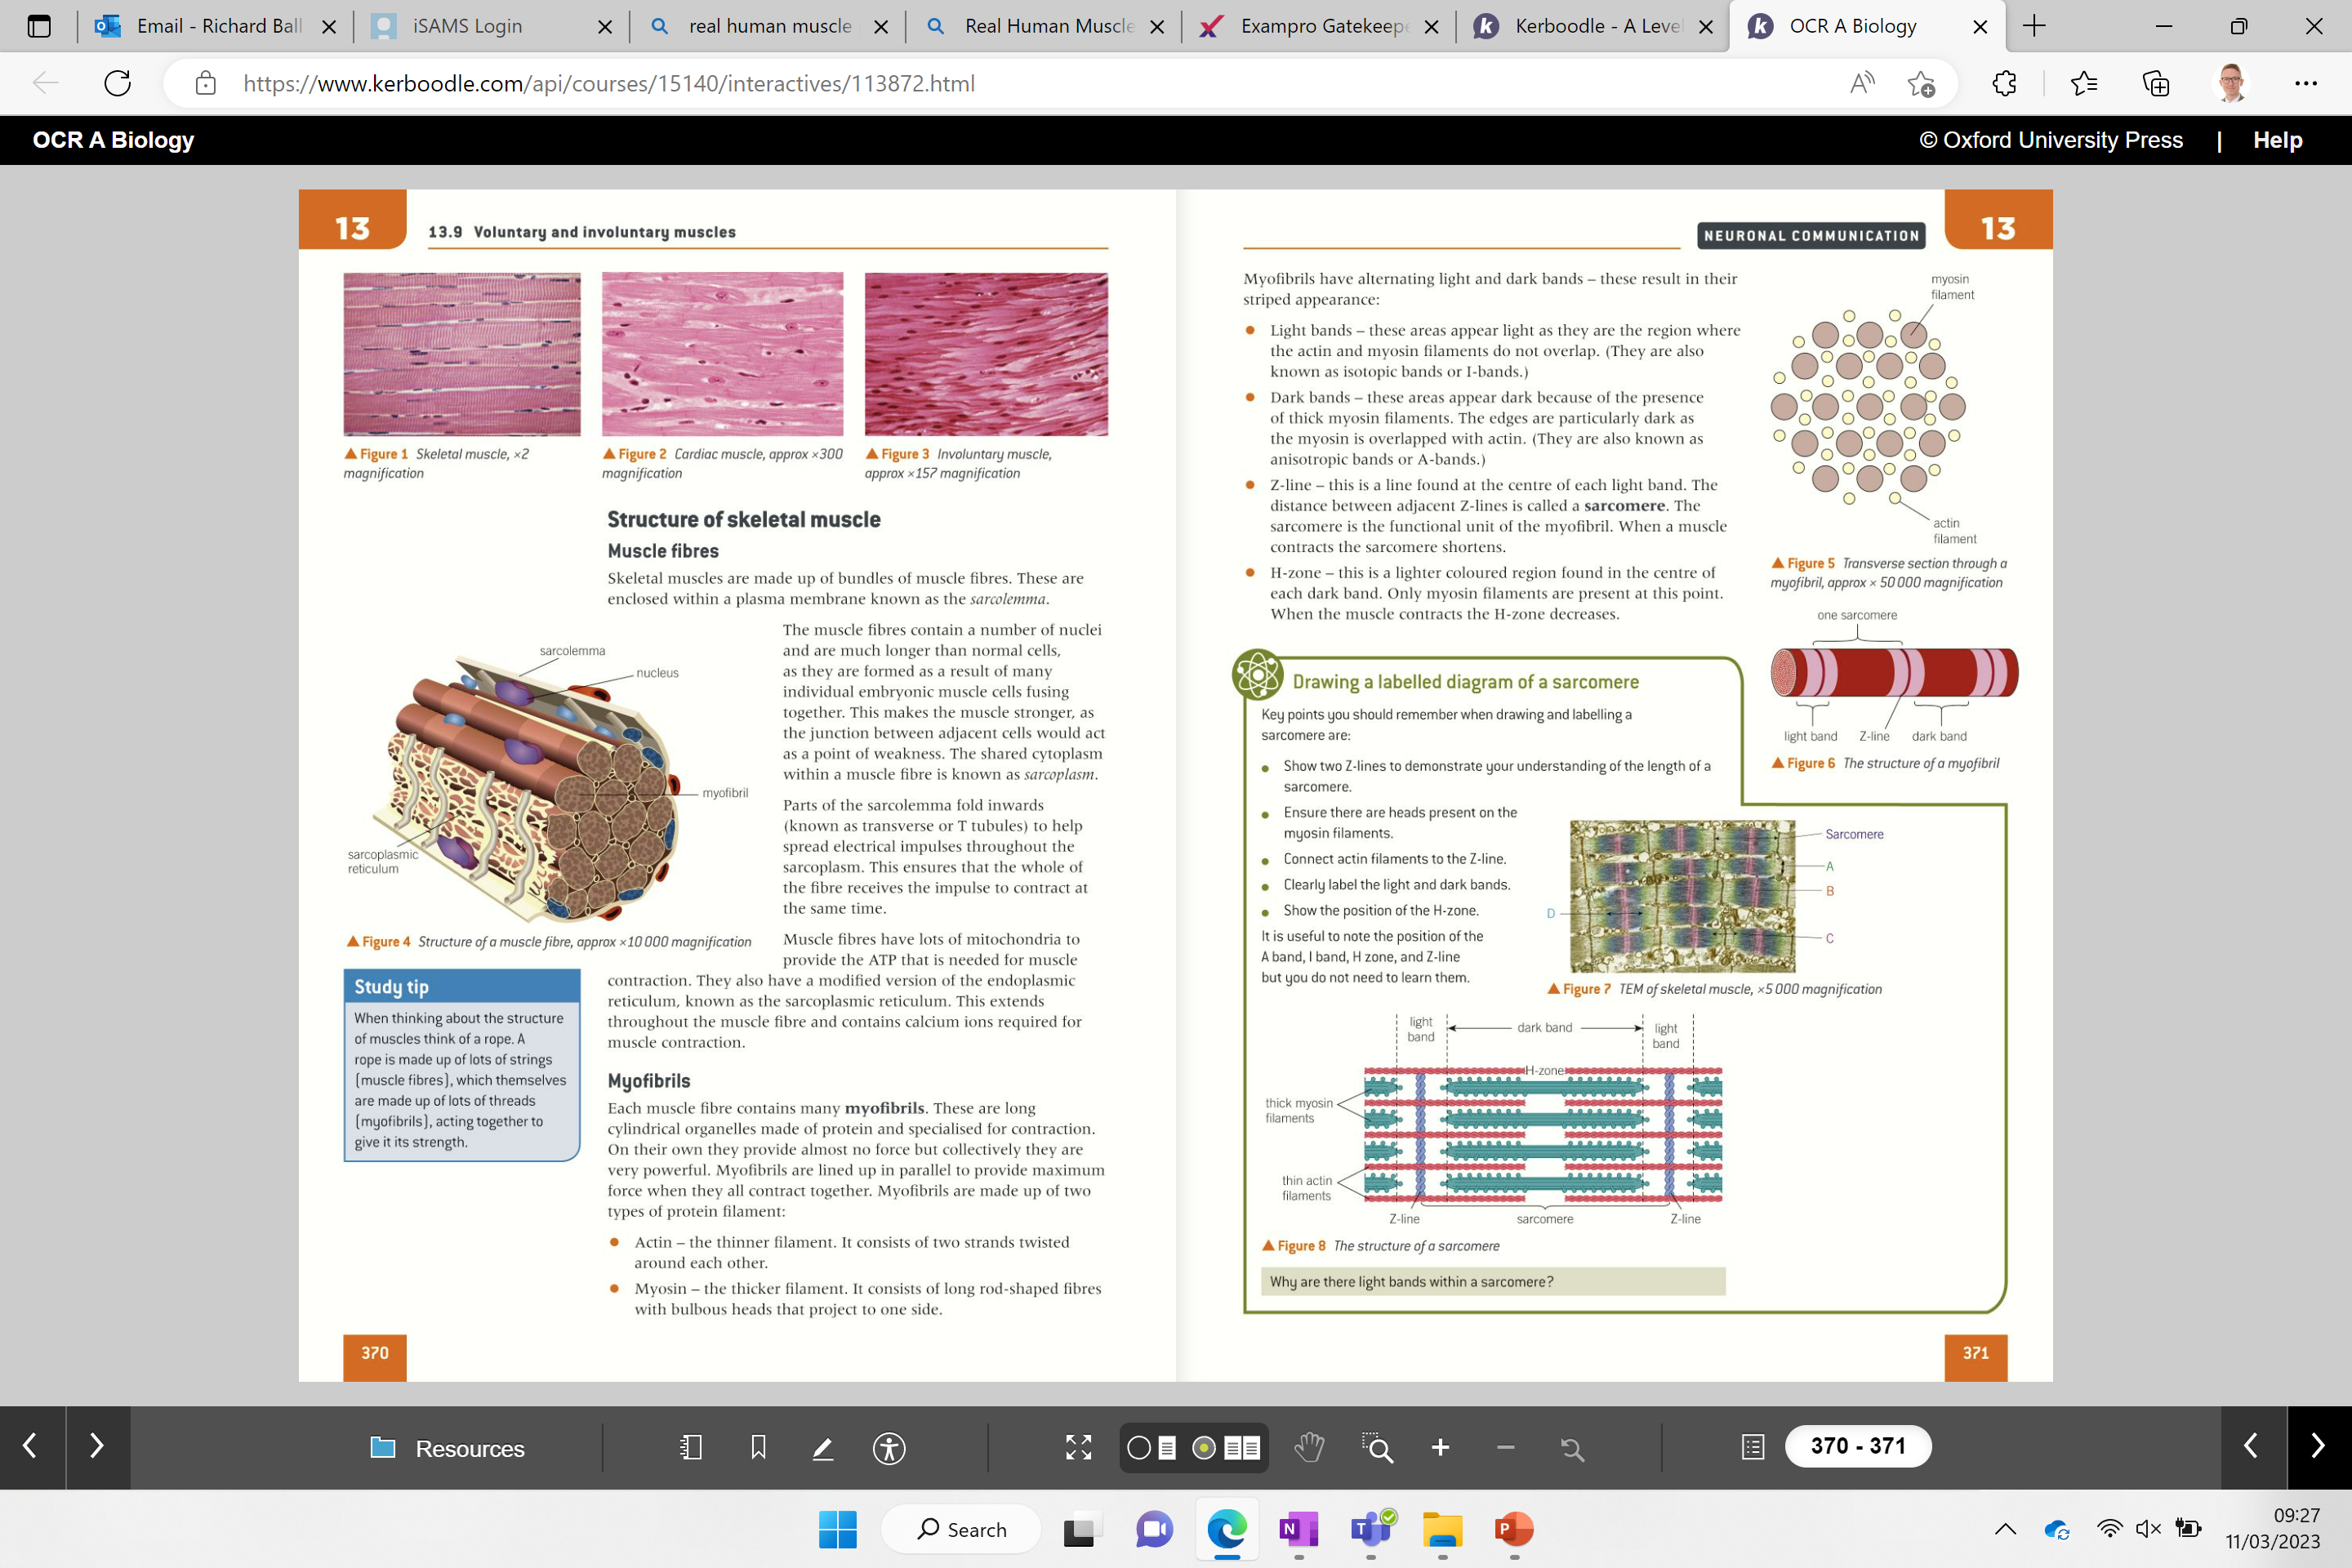 Email - Richard Ball
iSAMS Login
real human muscle
Real Human Muscle
Exampro Gatekeepe
Kerboodle - A Level
OCR A Biology
https://www.kerboodle.com/api/courses/15140/interactives/113872.html
OCR A Biology
© Oxford University Press | Help
13
13.9 Voluntary and involuntary muscles
▲ Figure 1 Skeletal muscle, ×2
magnification
▲ Figure 2 Cardiac muscle, approx ×300
magnification
▲ Figure 3 Involuntary muscle,
approx ×157 magnification
Structure of skeletal muscle
Muscle fibres
Skeletal muscles are made up of bundles of muscle fibres. These are
enclosed within a plasma membrane known as the sarcolemma.
sarcolemma
nucleus
myofibril
sarcoplasmic
reticulum
▲ Figure 4 Structure of a muscle fibre, approx ×10 000 magnification
The muscle fibres contain a number of nuclei
and are much longer than normal cells,
as they are formed as a result of many
individual embryonic muscle cells fusing
together. This makes the muscle stronger, as
the junction between adjacent cells would act
as a point of weakness. The shared cytoplasm
within a muscle fibre is known as sarcoplasm.
Parts of the sarcolemma fold inwards
(known as transverse or T tubules) to help
spread electrical impulses throughout the
sarcoplasm. This ensures that the whole of
the fibre receives the impulse to contract at
the same time.
Muscle fibres have lots of mitochondria to
provide the ATP that is needed for muscle
contraction. They also have a modified version of the endoplasmic
reticulum, known as the sarcoplasmic reticulum. This extends
throughout the muscle fibre and contains calcium ions required for
muscle contraction.
Study tip
When thinking about the structure
of muscles think of a rope. A
rope is made up of lots of strings
(muscle fibres), which themselves
are made up of lots of threads
(myofibrils), acting together to
give it its strength.
Myofibrils
Each muscle fibre contains many myofibrils. These are long
cylindrical organelles made of protein and specialised for contraction.
On their own they provide almost no force but collectively they are
very powerful. Myofibrils are lined up in parallel to provide maximum
force when they all contract together. Myofibrils are made up of two
types of protein filament:
● Actin – the thinner filament. It consists of two strands twisted
around each other.
● Myosin – the thicker filament. It consists of long rod-shaped fibres
with bulbous heads that project to one side.
370
NEURONAL COMMUNICATION
13
Myofibrils have alternating light and dark bands – these result in their
striped appearance:
● Light bands – these areas appear light as they are the region where
the actin and myosin filaments do not overlap. (They are also
known as isotopic bands or I-bands.)
● Dark bands – these areas appear dark because of the presence
of thick myosin filaments. The edges are particularly dark as
the myosin is overlapped with actin. (They are also known as
anisotropic bands or A-bands.)
● Z-line – this is a line found at the centre of each light band. The
distance between adjacent Z-lines is called a sarcomere. The
sarcomere is the functional unit of the myofibril. When a muscle
contracts the sarcomere shortens.
● H-zone – this is a lighter coloured region found in the centre of
each dark band. Only myosin filaments are present at this point.
When the muscle contracts the H-zone decreases.
myosin
filament
actin
filament
▲ Figure 5 Transverse section through a
myofibril, approx × 50 000 magnification
one sarcomere
light band
Z-line
dark band
▲ Figure 6 The structure of a myofibril
Drawing a labelled diagram of a sarcomere
Key points you should remember when drawing and labelling a
sarcomere are:
● Show two Z-lines to demonstrate your understanding of the length of a
sarcomere.
● Ensure there are heads present on the
myosin filaments.
● Connect actin filaments to the Z-line.
● Clearly label the light and dark bands.
● Show the position of the H-zone.
It is useful to note the position of the
A band, I band, H zone, and Z-line
but you do not need to learn them.
Sarcomere
A
B
D
C
▲ Figure 7 TEM of skeletal muscle, ×5 000 magnification
light
band
dark band
light
band
H-zone
thick myosin
filaments
thin actin
filaments
Z-line
sarcomere
Z-line
▲ Figure 8 The structure of a sarcomere
Why are there light bands within a sarcomere?
371
Resources
370 - 371
Search
09:27
11/03/2023